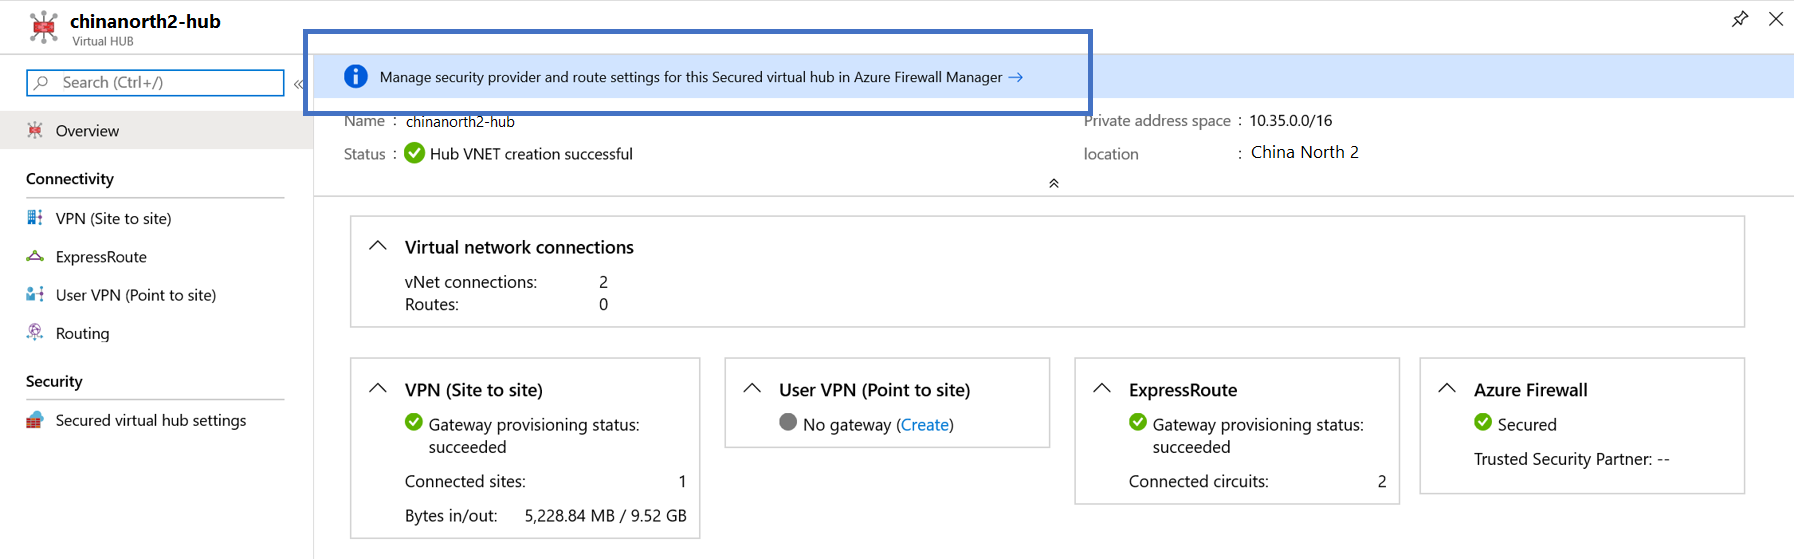 chinanorth2-hub
Virtual HUB
Search (Ctrl+/)
«
Manage security provider and route settings for this Secured virtual hub in Azure Firewall Manager →
Overview
Name : chinanorth2-hub
Private address space : 10.35.0.0/16
Status : Hub VNET creation successful
location : China North 2
Connectivity
VPN (Site to site)
ExpressRoute
User VPN (Point to site)
Routing
Security
Secured virtual hub settings
Virtual network connections
vNet connections: 2
Routes: 0
VPN (Site to site)
Gateway provisioning status:
succeeded
Connected sites: 1
Bytes in/out: 5,228.84 MB / 9.52 GB
User VPN (Point to site)
No gateway (Create)
ExpressRoute
Gateway provisioning status:
succeeded
Connected circuits: 2
Azure Firewall
Secured
Trusted Security Partner: --